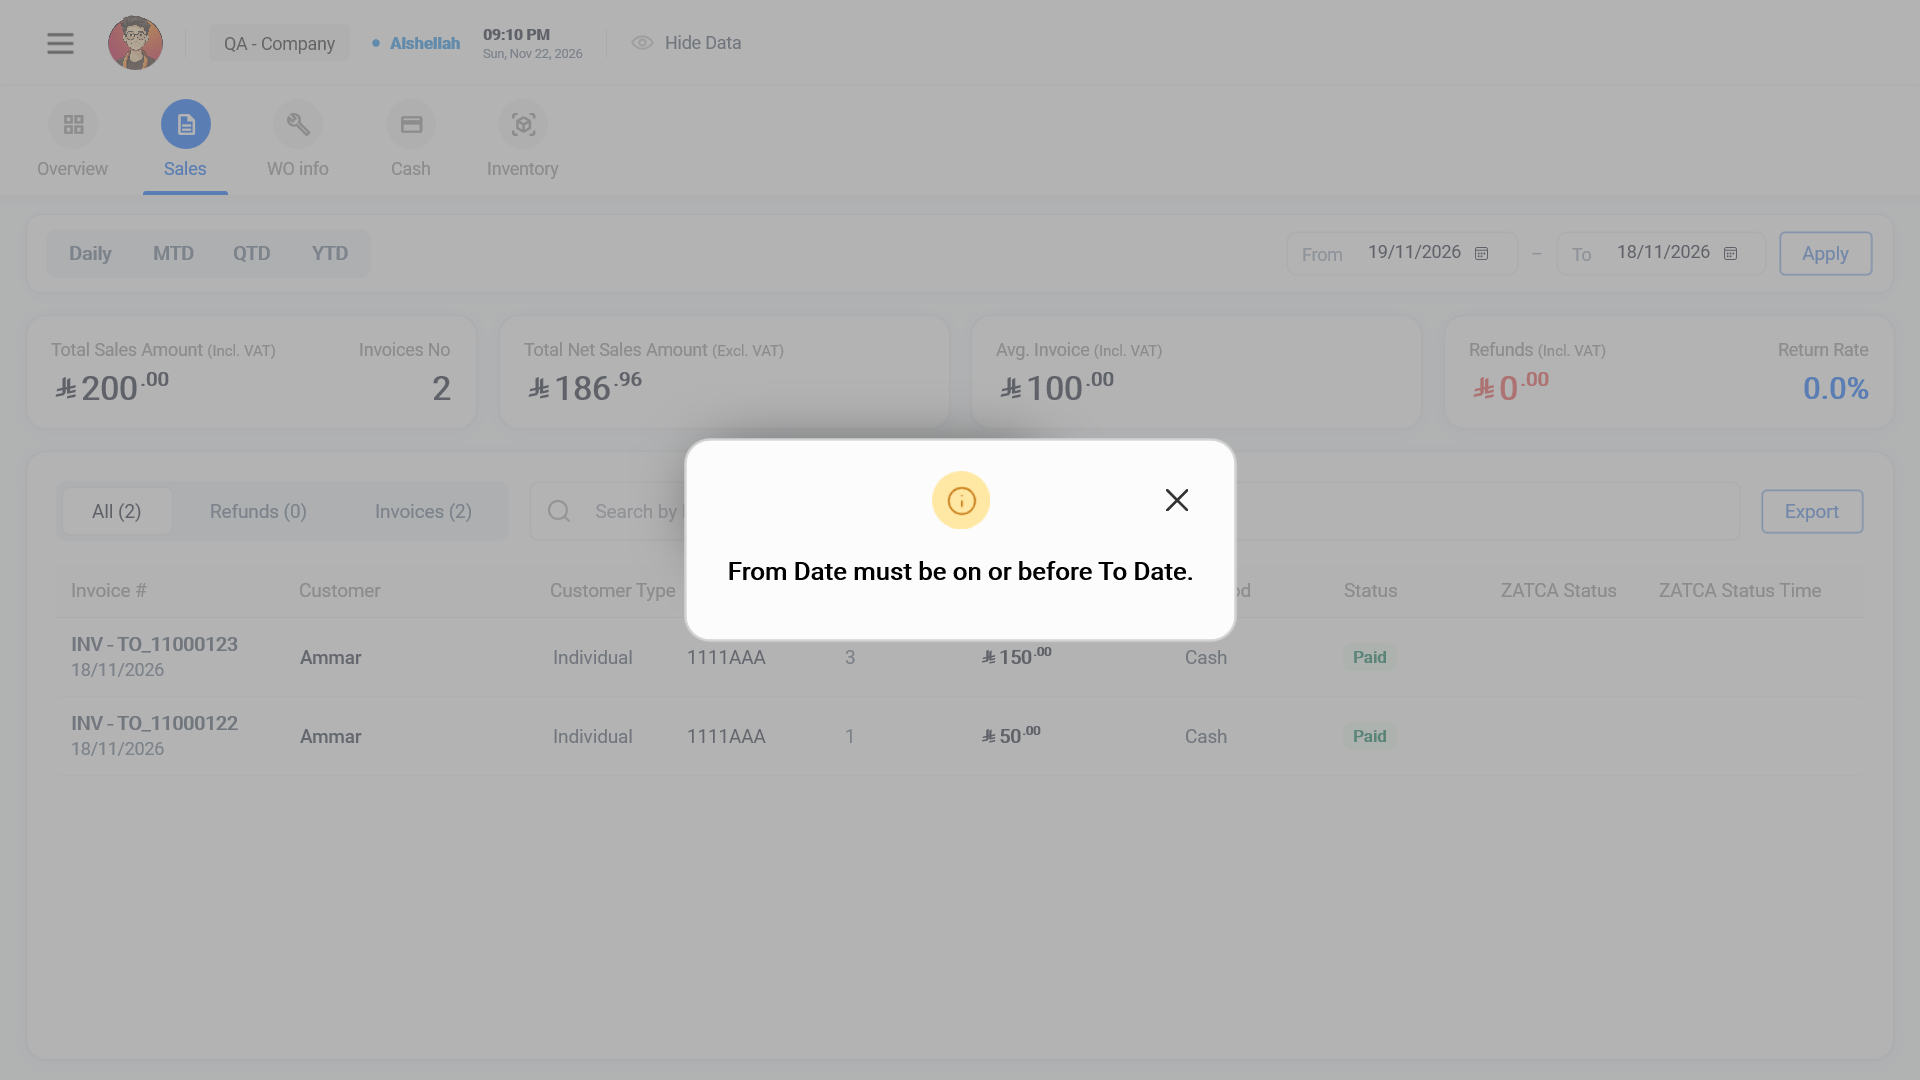 QA - Company
Alshellah
09:10 PM
Sun, Nov 22, 2026
Hide Data
Overview
Sales
WO info
Cash
Inventory
Daily MTD QTD YTD
From 19/11/2026 – To 18/11/2026 Apply
Total Sales Amount (Incl. VAT) Invoices No
200.00 2
Total Net Sales Amount (Excl. VAT)
186.96
Avg. Invoice (Incl. VAT)
100.00
Refunds (Incl. VAT) Return Rate
0.00 0.0%
All (2) Refunds (0) Invoices (2) Search by Export
From Date must be on or before To Date.
Invoice # Customer Customer Type Status ZATCA Status ZATCA Status Time
INV - TO_11000123
18/11/2026
Ammar Individual 1111AAA 3 150.00 Cash Paid
INV - TO_11000122
18/11/2026
Ammar Individual 1111AAA 1 50.00 Cash Paid